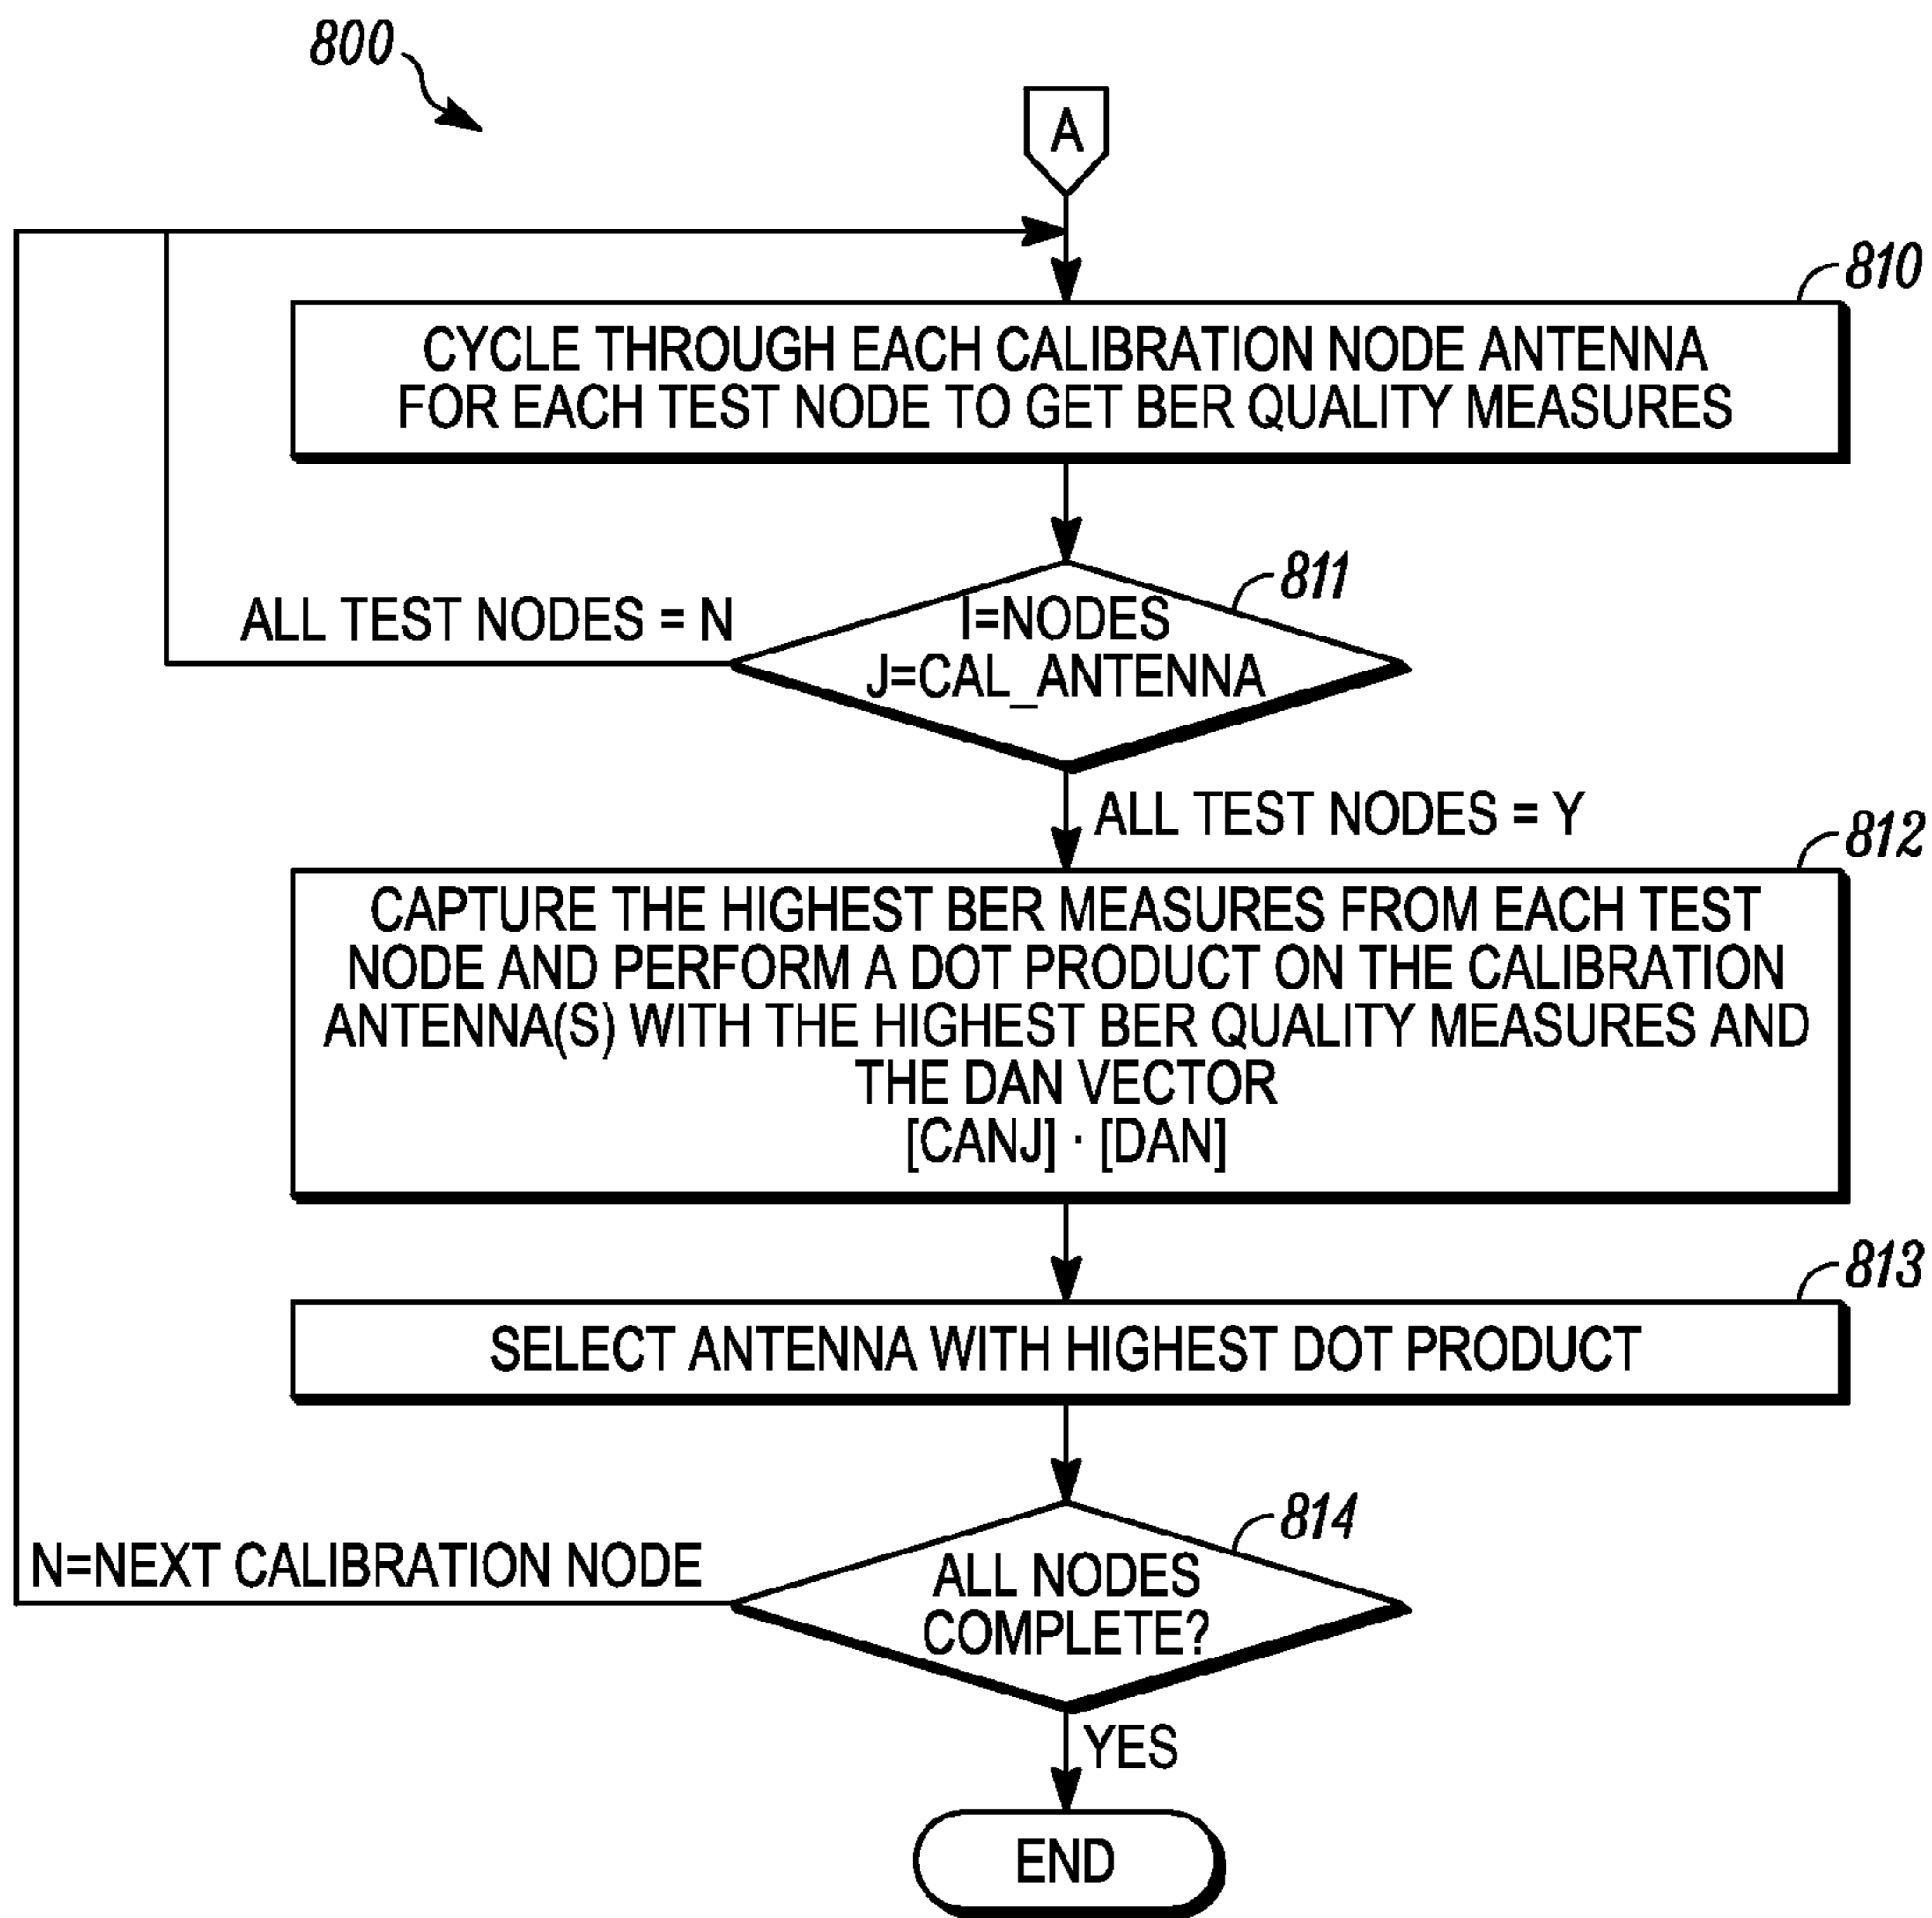 800
A
810
CYCLE THROUGH EACH CALIBRATION NODE ANTENNA
FOR EACH TEST NODE TO GET BER QUALITY MEASURES
811
ALL TEST NODES = N
I=NODES
J=CAL_ANTENNA
ALL TEST NODES = Y
812
CAPTURE THE HIGHEST BER MEASURES FROM EACH TEST
NODE AND PERFORM A DOT PRODUCT ON THE CALIBRATION
ANTENNA(S) WITH THE HIGHEST BER QUALITY MEASURES AND
THE DAN VECTOR
[CANJ] · [DAN]
813
SELECT ANTENNA WITH HIGHEST DOT PRODUCT
814
N=NEXT CALIBRATION NODE
ALL NODES
COMPLETE?
YES
END